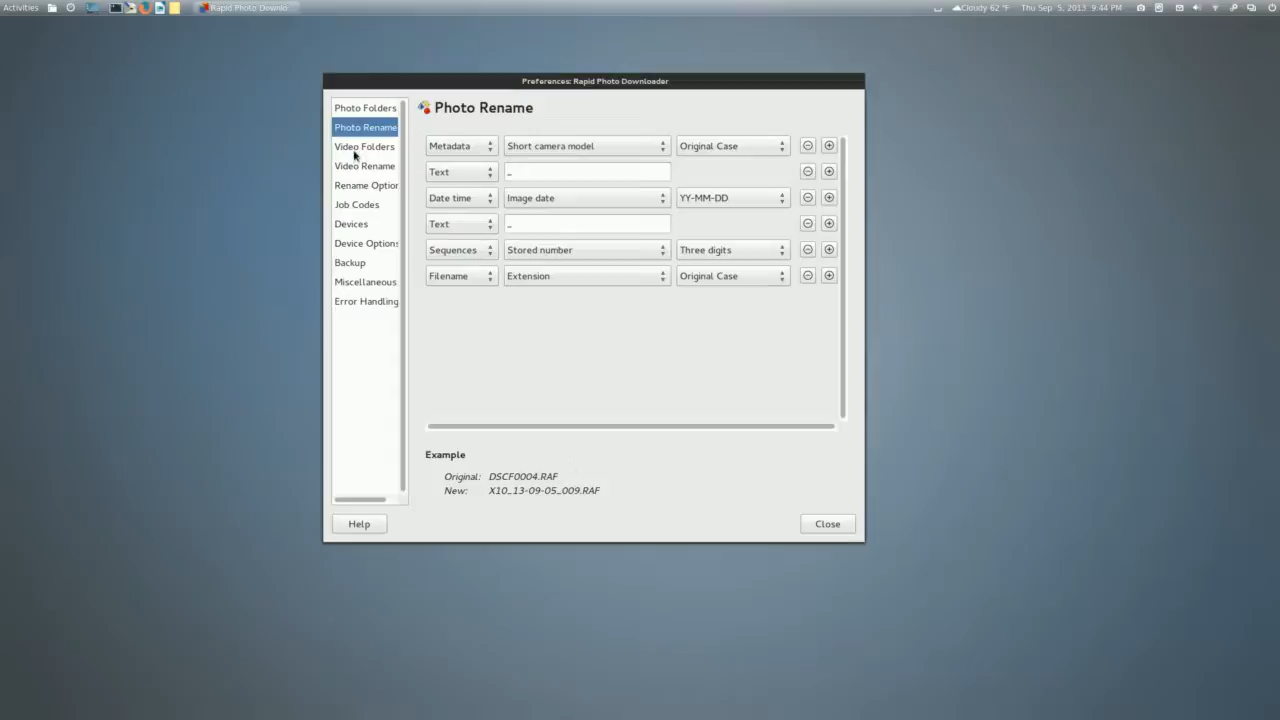 Activities Rapid Photo Downlo Cloudy 62 °F Thu Sep 5, 2013, 9:44 PM
Preferences: Rapid Photo Downloader
Photo Folders
Photo Rename
Video Folders
Video Rename
Rename Option
Job Codes
Devices
Device Options
Backup
Miscellaneous
Error Handling
Photo Rename
Metadata Short camera model Original Case
Text _
Date time Image date YY-MM-DD
Text _
Sequences Stored number Three digits
Filename Extension Original Case
Example
Original: DSCF0004.RAF
New: X10_13-09-05_009.RAF
Help Close